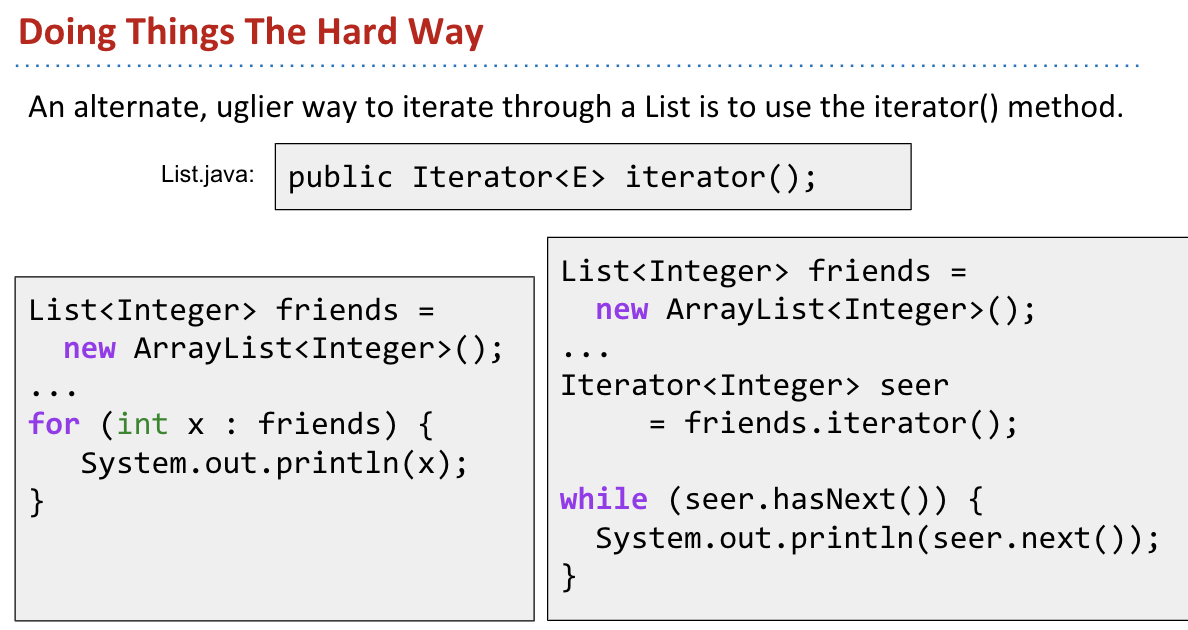 Doing Things The Hard Way
An alternate, uglier way to iterate through a List is to use the iterator() method.
List.java:
public Iterator<E> iterator();
List<Integer> friends =
  new ArrayList<Integer>();
...
for (int x : friends) {
   System.out.println(x);
}
List<Integer> friends =
  new ArrayList<Integer>();
...
Iterator<Integer> seer
     = friends.iterator();
while (seer.hasNext()) {
  System.out.println(seer.next());
}